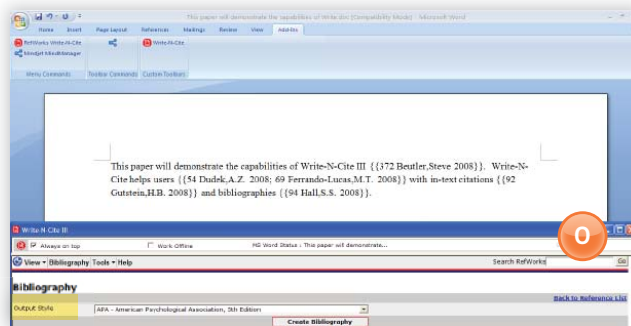 This paper will demonstrate the capabilities of Write-doc [Compatibility Mode] - Microsoft Word
Home Insert Page Layout References Mailings Review View Add-Ins
RefWorks Write-N-Cite
Write-N-Cite
Mindjet MindManager
Menu Commands Toolbar Commands Custom Toolbars
This paper will demonstrate the capabilities of Write-N-Cite III {{372 Beutler,Steve 2008}}. Write-N-
Cite helps users {{54 Dudek,A.Z. 2008; 69 Ferrando-Lucas,M.T. 2008}} with in-text citations {{92
Gutstein,H.B. 2008}} and bibliographies {{94 Hall,S.S. 2008}}.
Write-N-Cite III
O
Always on top Work Offline MS Word Status : This paper will demonstrate...
View Bibliography Tools Help Search RefWorks Go
Bibliography
Back to Reference List
Output Style APA - American Psychological Association, 5th Edition
Create Bibliography